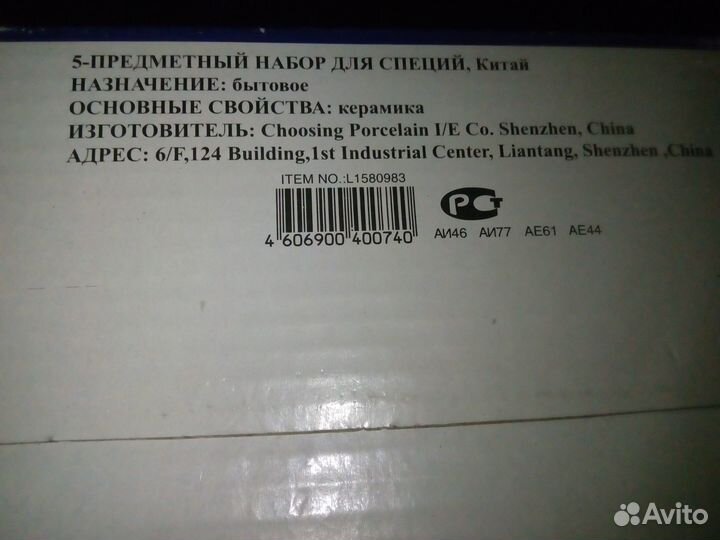 5-ПРЕДМЕТНЫЙ НАБОР ДЛЯ СПЕЦИЙ, Китай
НАЗНАЧЕНИЕ: бытовое
ОСНОВНЫЕ СВОЙСТВА: керамика
ИЗГОТОВИТЕЛЬ: Choosing Porcelain I/E Co. Shenzhen, China
АДРЕС: 6/F,124 Building,1st Industrial Center, Liantang, Shenzhen ,China
ITEM NO.:L1580983
4 606900 400740
РСТ
АИ46 АИ77 АЕ61 АЕ44
Avito